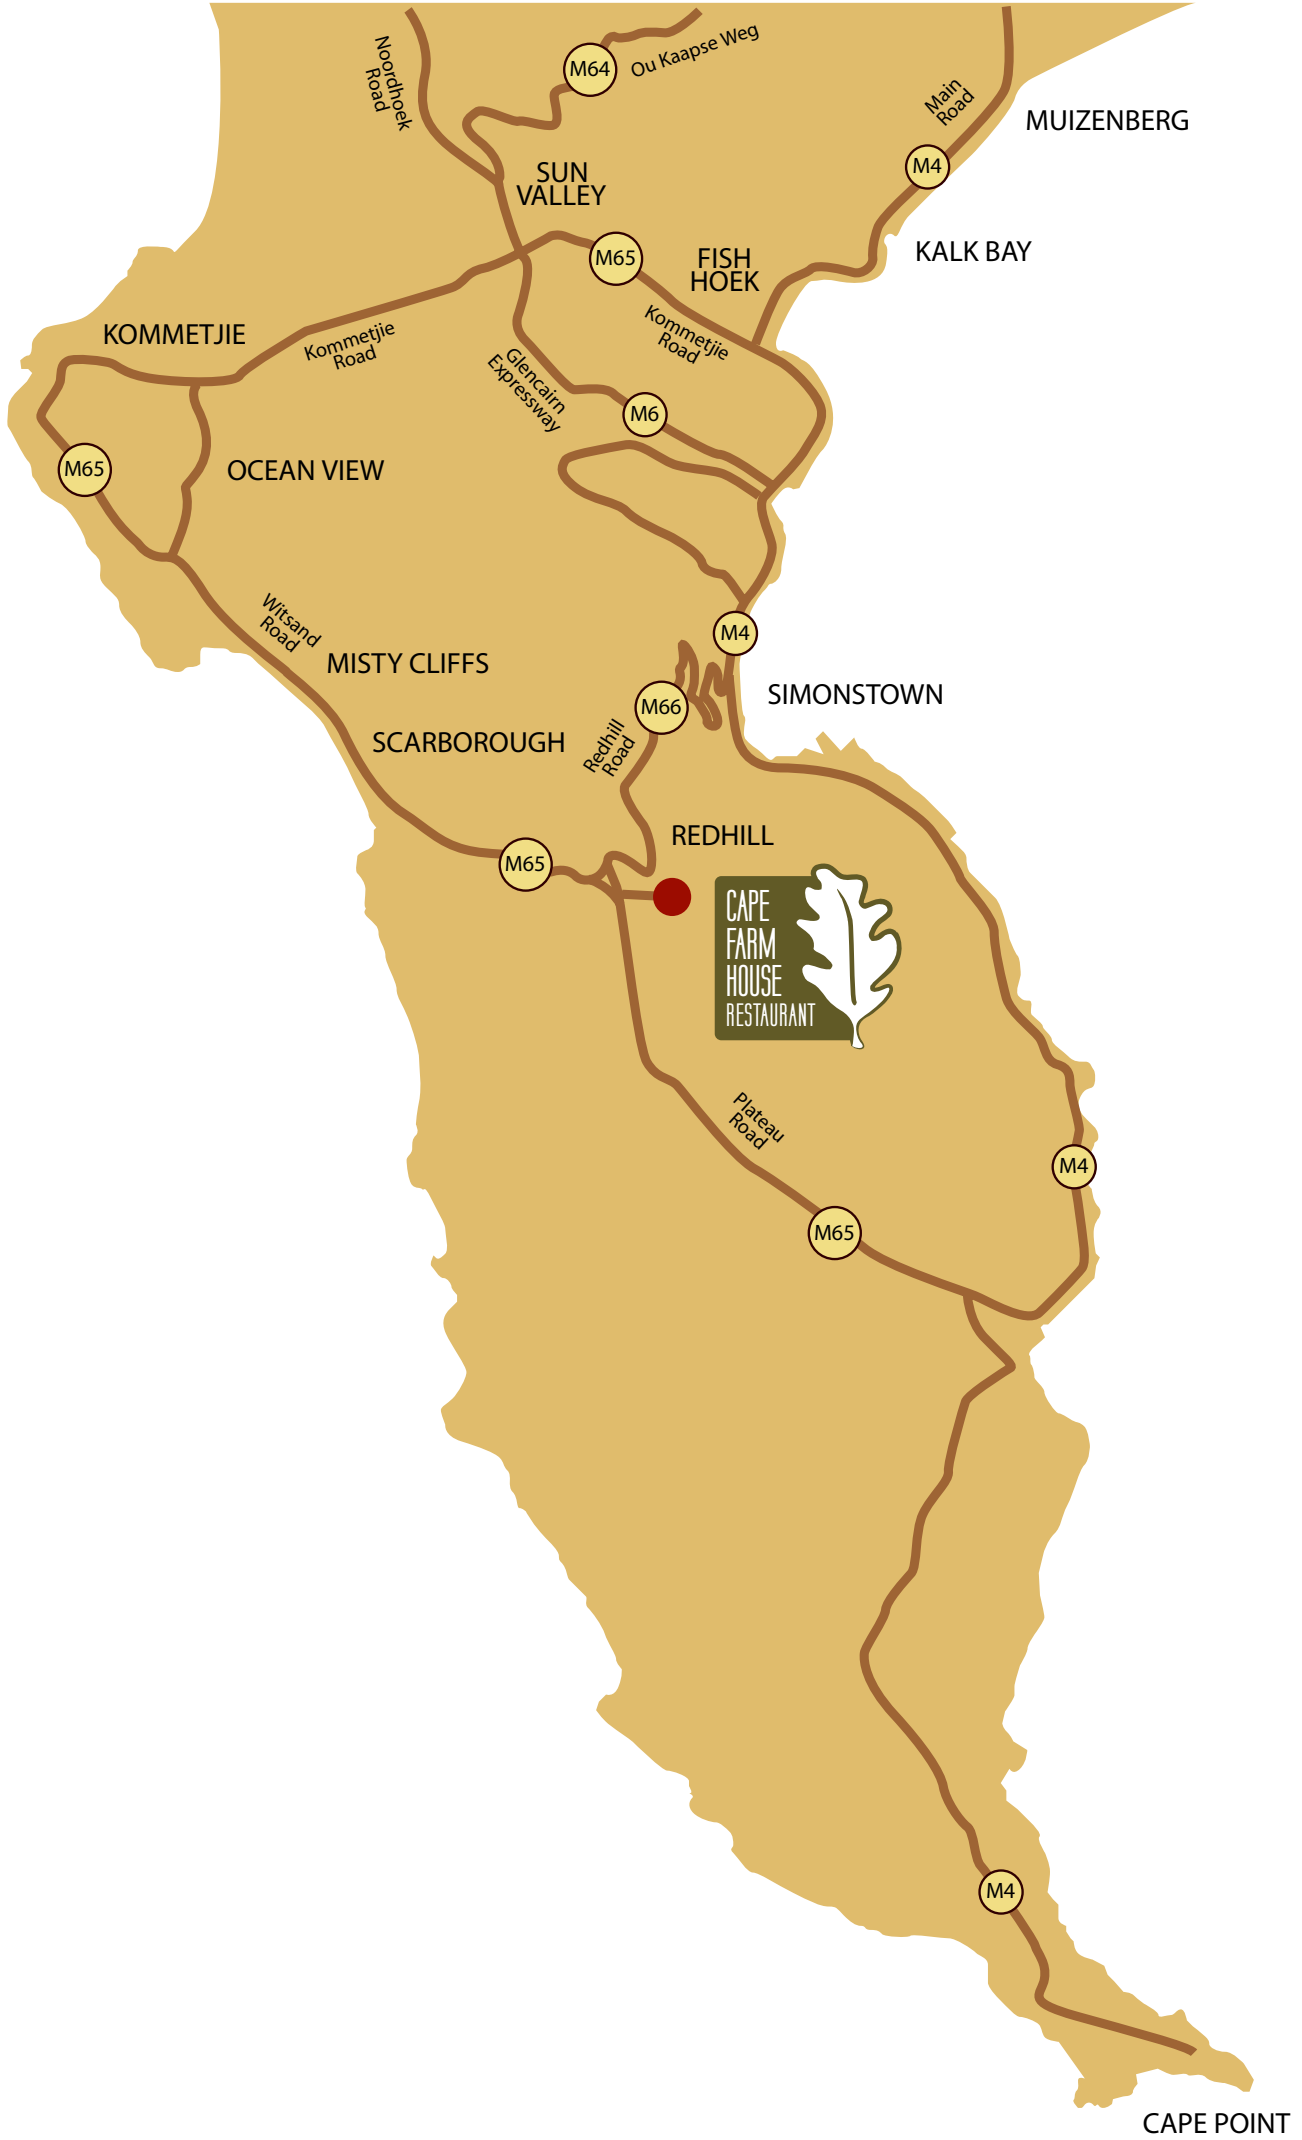 Noordhoek
Road
M64
Ou Kaapse Weg
Main
Road
MUIZENBERG
M4
SUN
VALLEY
KALK BAY
M65
FISH
HOEK
KOMMETJIE
Kommetjie
Road
Kommetjie
Road
Glencairn
Expressway
M6
M65
OCEAN VIEW
Witsand
Road
M4
MISTY CLIFFS
SIMONSTOWN
M66
SCARBOROUGH
Redhill
Road
REDHILL
M65
CAPE
FARM
HOUSE
RESTAURANT
Plateau
Road
M4
M65
M4
CAPE POINT